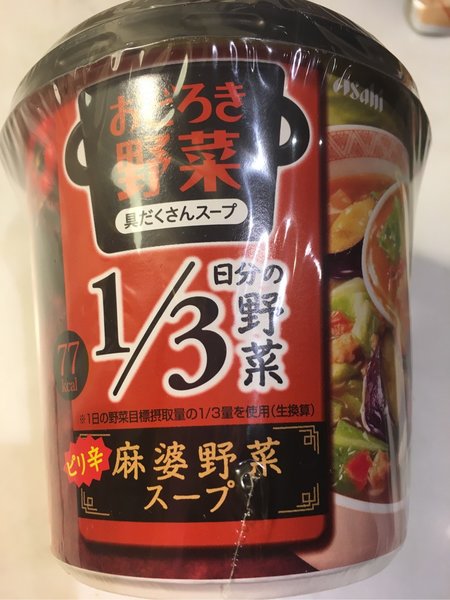 Asahi
おどろき
野菜
具だくさんスープ
1/3
日分の
野菜
77
kcal
※1日の野菜目標摂取量の1/3量を使用(生換算)
ピリ辛
麻婆野菜
スープ